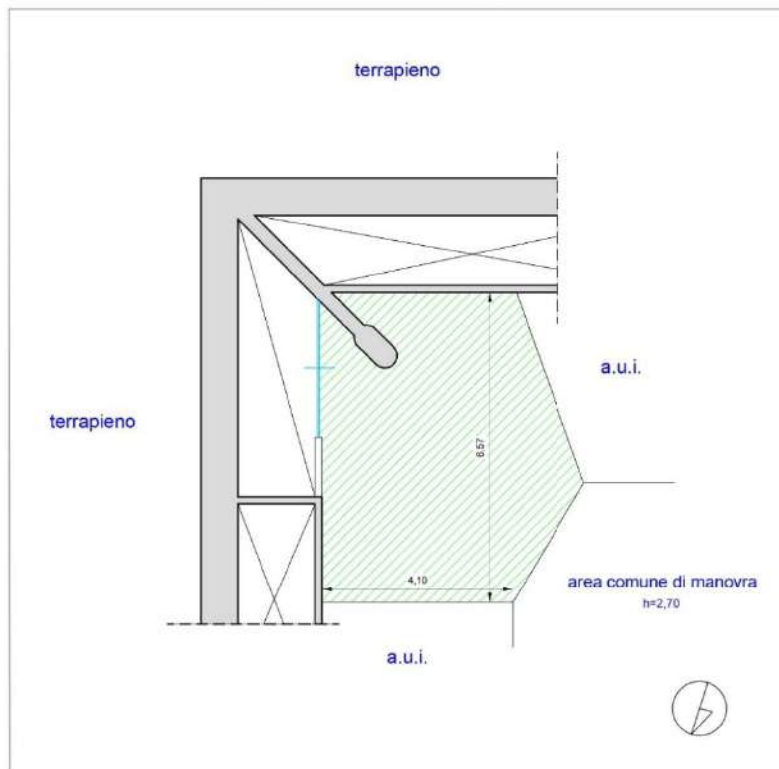 terrapieno
a.u.i.
terrapieno
6.57
4,10
area comune di manovra
h=2,70
a.u.i.